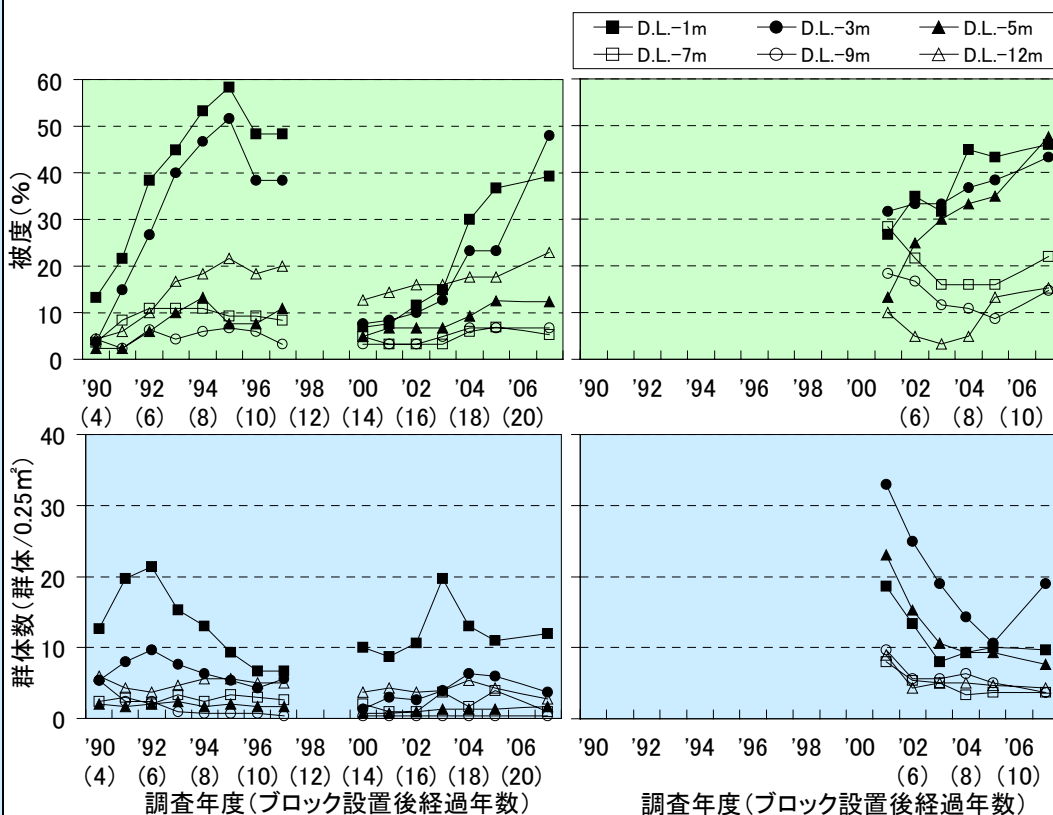 D.L.-1m D.L.-3m D.L.-5m
D.L.-7m D.L.-9m D.L.-12m
被度(%)
60
50
40
30
20
10
0
'90 '92 '94 '96 '98 '00 '02 '04 '06
(4) (6) (8) (10) (12) (14) (16) (18) (20)
'90 '92 '94 '96 '98 '00 '02 '04 '06
(6) (8) (10)
群体数(群体/0.25㎡)
40
30
20
10
0
'90 '92 '94 '96 '98 '00 '02 '04 '06
(4) (6) (8) (10) (12) (14) (16) (18) (20)
調査年度(ブロック設置後経過年数)
'90 '92 '94 '96 '98 '00 '02 '04 '06
(6) (8) (10)
調査年度(ブロック設置後経過年数)